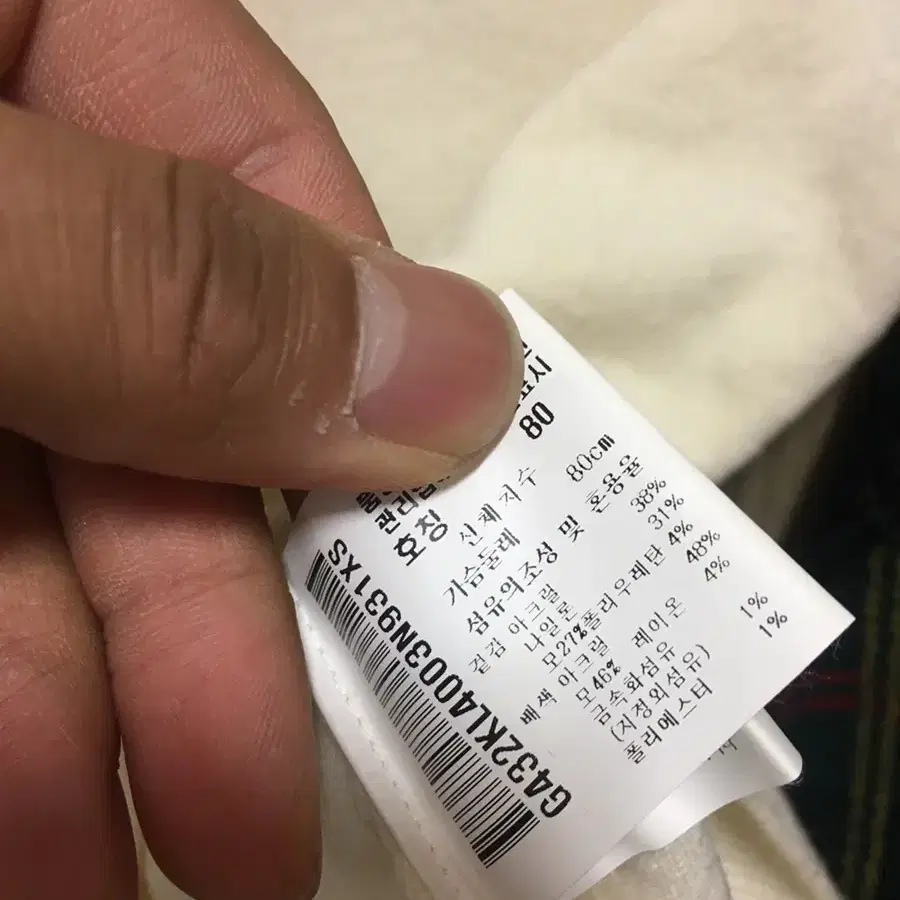 표시
호칭 80
신체치수
가슴둘레 80cm
섬유의조성 및 혼용율
겉감 아크릴 38%
나일론 31%
모27%폴리우레탄 4%
배색 아크릴 48%
모46% 레이온 4%
금속화섬유 1%
(지정외섬유)
폴리에스터 1%
G432KL4003N931XS